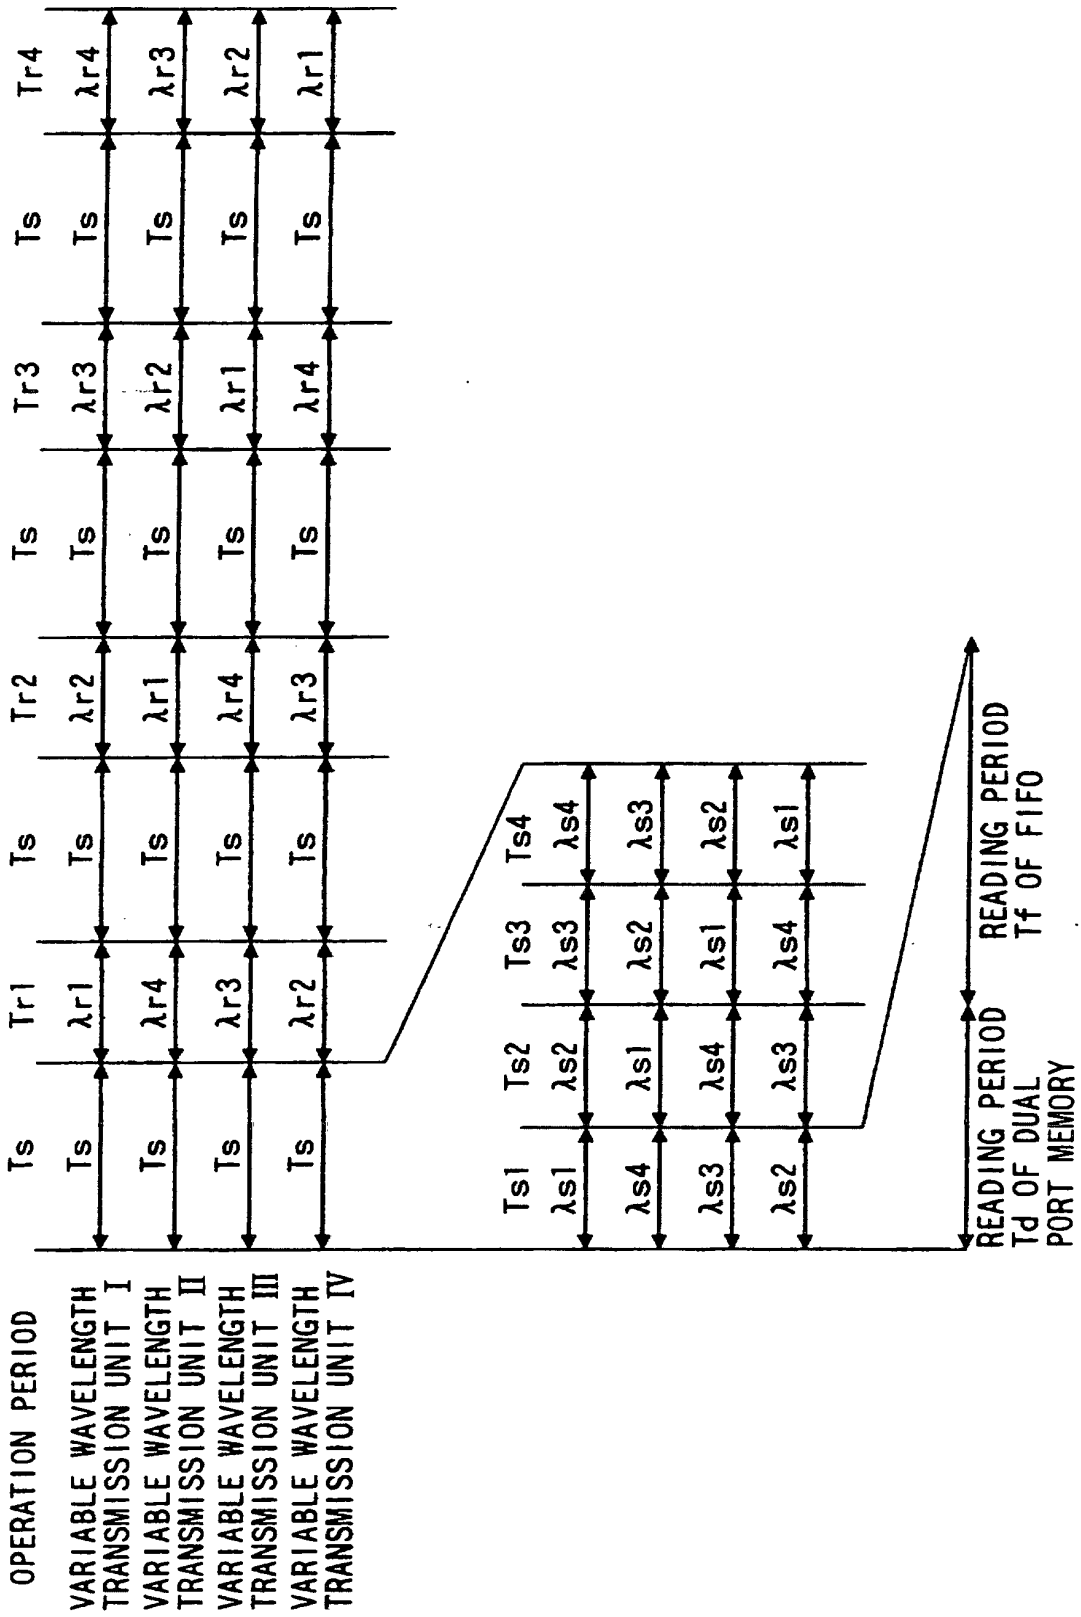 OPERATION PERIOD Ts Tr1 Ts Tr2 Ts Tr3 Ts Tr4
VARIABLE WAVELENGTH
TRANSMISSION UNIT I Ts λr1 Ts λr2 Ts λr3 Ts λr4
VARIABLE WAVELENGTH
TRANSMISSION UNIT II Ts λr4 Ts λr1 Ts λr2 Ts λr3
VARIABLE WAVELENGTH
TRANSMISSION UNIT III Ts λr3 Ts λr4 Ts λr1 Ts λr2
VARIABLE WAVELENGTH
TRANSMISSION UNIT IV Ts λr2 Ts λr3 Ts λr4 Ts λr1
Ts1 Ts2 Ts3 Ts4
λs1 λs2 λs3 λs4
λs4 λs1 λs2 λs3
λs3 λs4 λs1 λs2
λs2 λs3 λs4 λs1
READING PERIOD
Td OF DUAL
PORT MEMORY
READING PERIOD
Tf OF FIFO